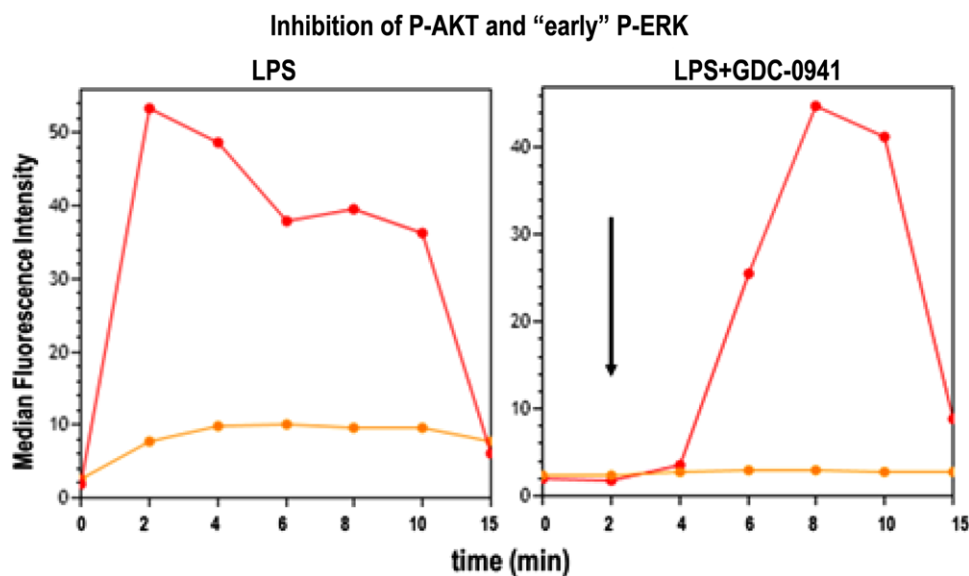 Inhibition of P-AKT and “early” P-ERK
LPS
LPS+GDC-0941
Median Fluorescence Intensity
50
40
30
20
10
0
0 2 4 6 8 10 15
40
30
20
10
0
0 2 4 6 8 10 15
time (min)